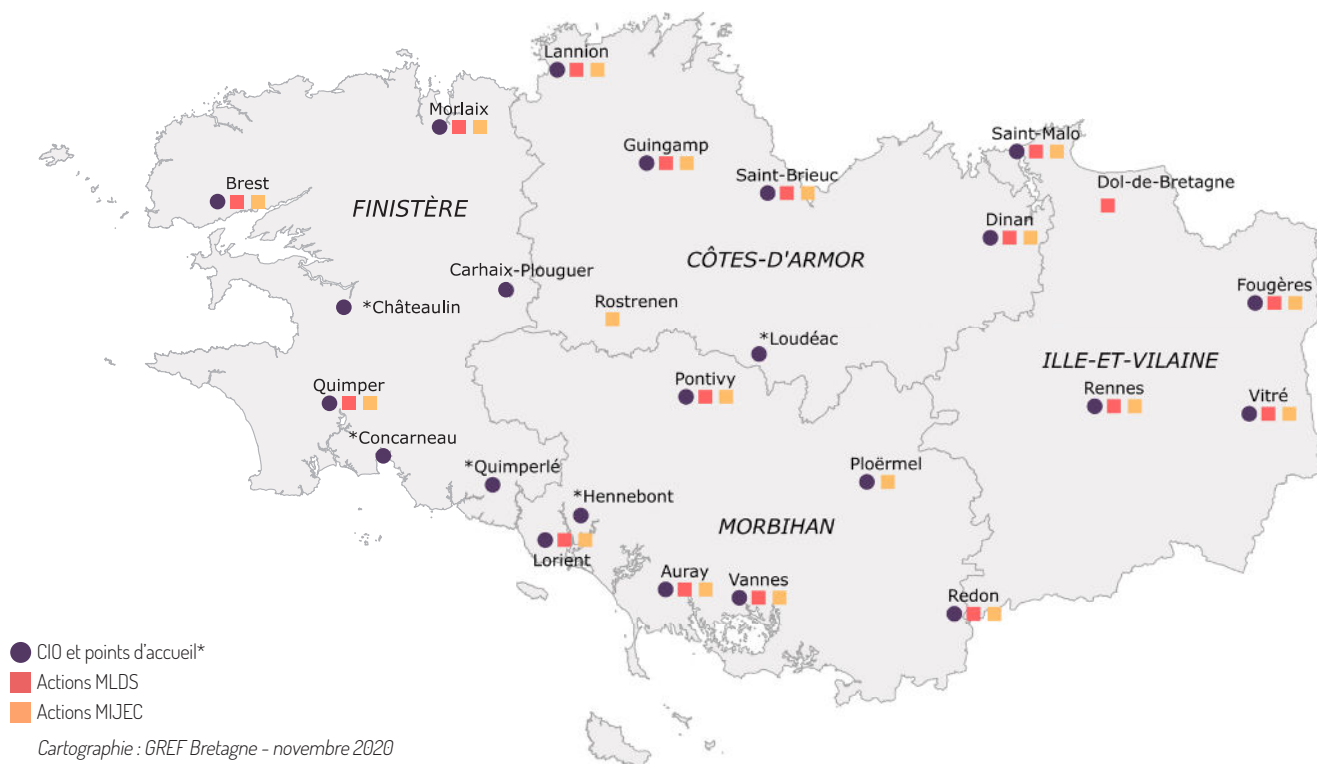 Lannion
Morlaix
Guingamp
Saint-Malo
Saint-Brieuc
Dol-de-Bretagne
Brest
FINISTÈRE
Dinan
CÔTES-D'ARMOR
Carhaix-Plouguer
Fougères
*Châteaulin
Rostrenen
*Loudéac
ILLE-ET-VILAINE
Quimper
Pontivy
Rennes
Vitré
*Concarneau
*Quimperlé
Ploërmel
*Hennebont
MORBIHAN
Lorient
Auray
Vannes
Redon
CIO et points d'accueil*
Actions MLDS
Actions MIJEC
Cartographie : GREF Bretagne - novembre 2020